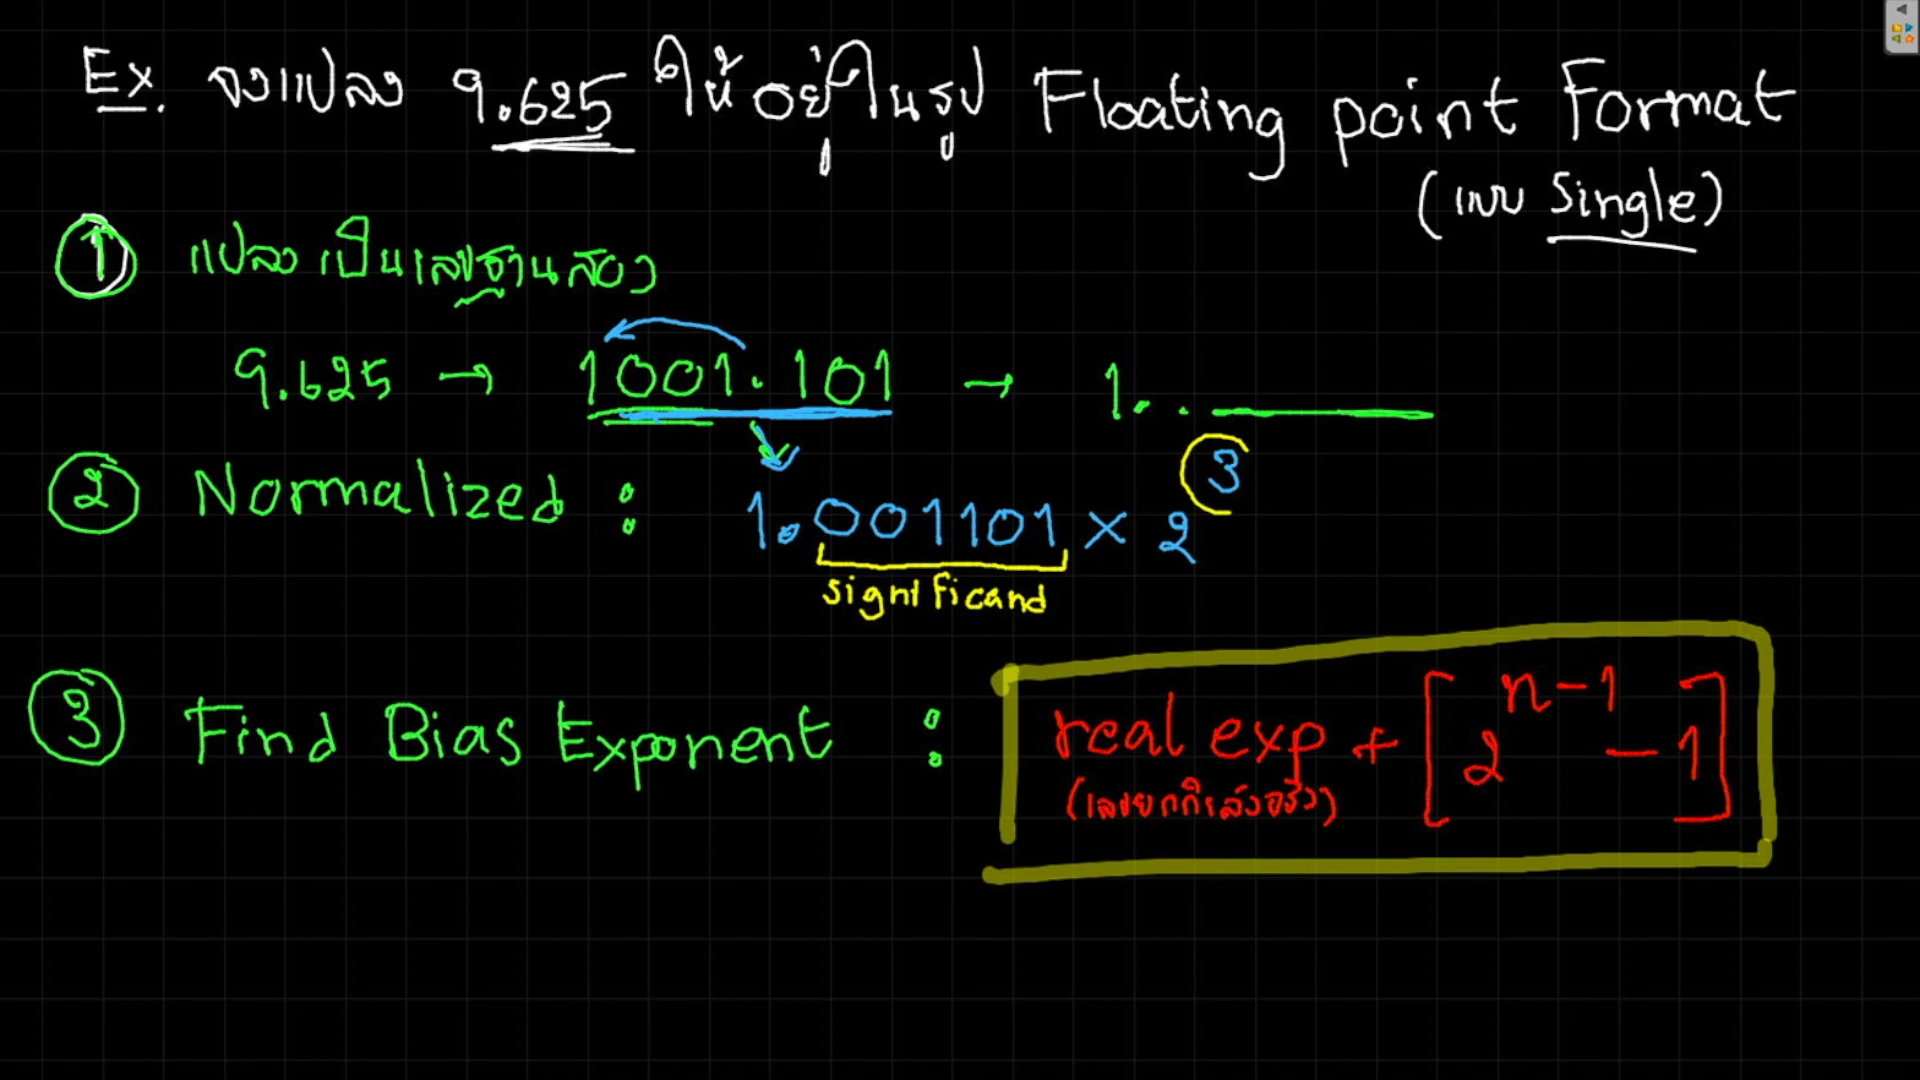 Ex. จงแปลง 9.625 ให้อยู่ในรูป Floating point Format
(แบบ Single)
1 แปลงเป็นเลขฐานสอง
9.625 → 1001.101 → 1..
2 Normalized : 1.001101 × 2 3
significand
3 Find Bias Exponent : real exp + [2 n-1 - 1]
(เลขยกกำลังจริง)